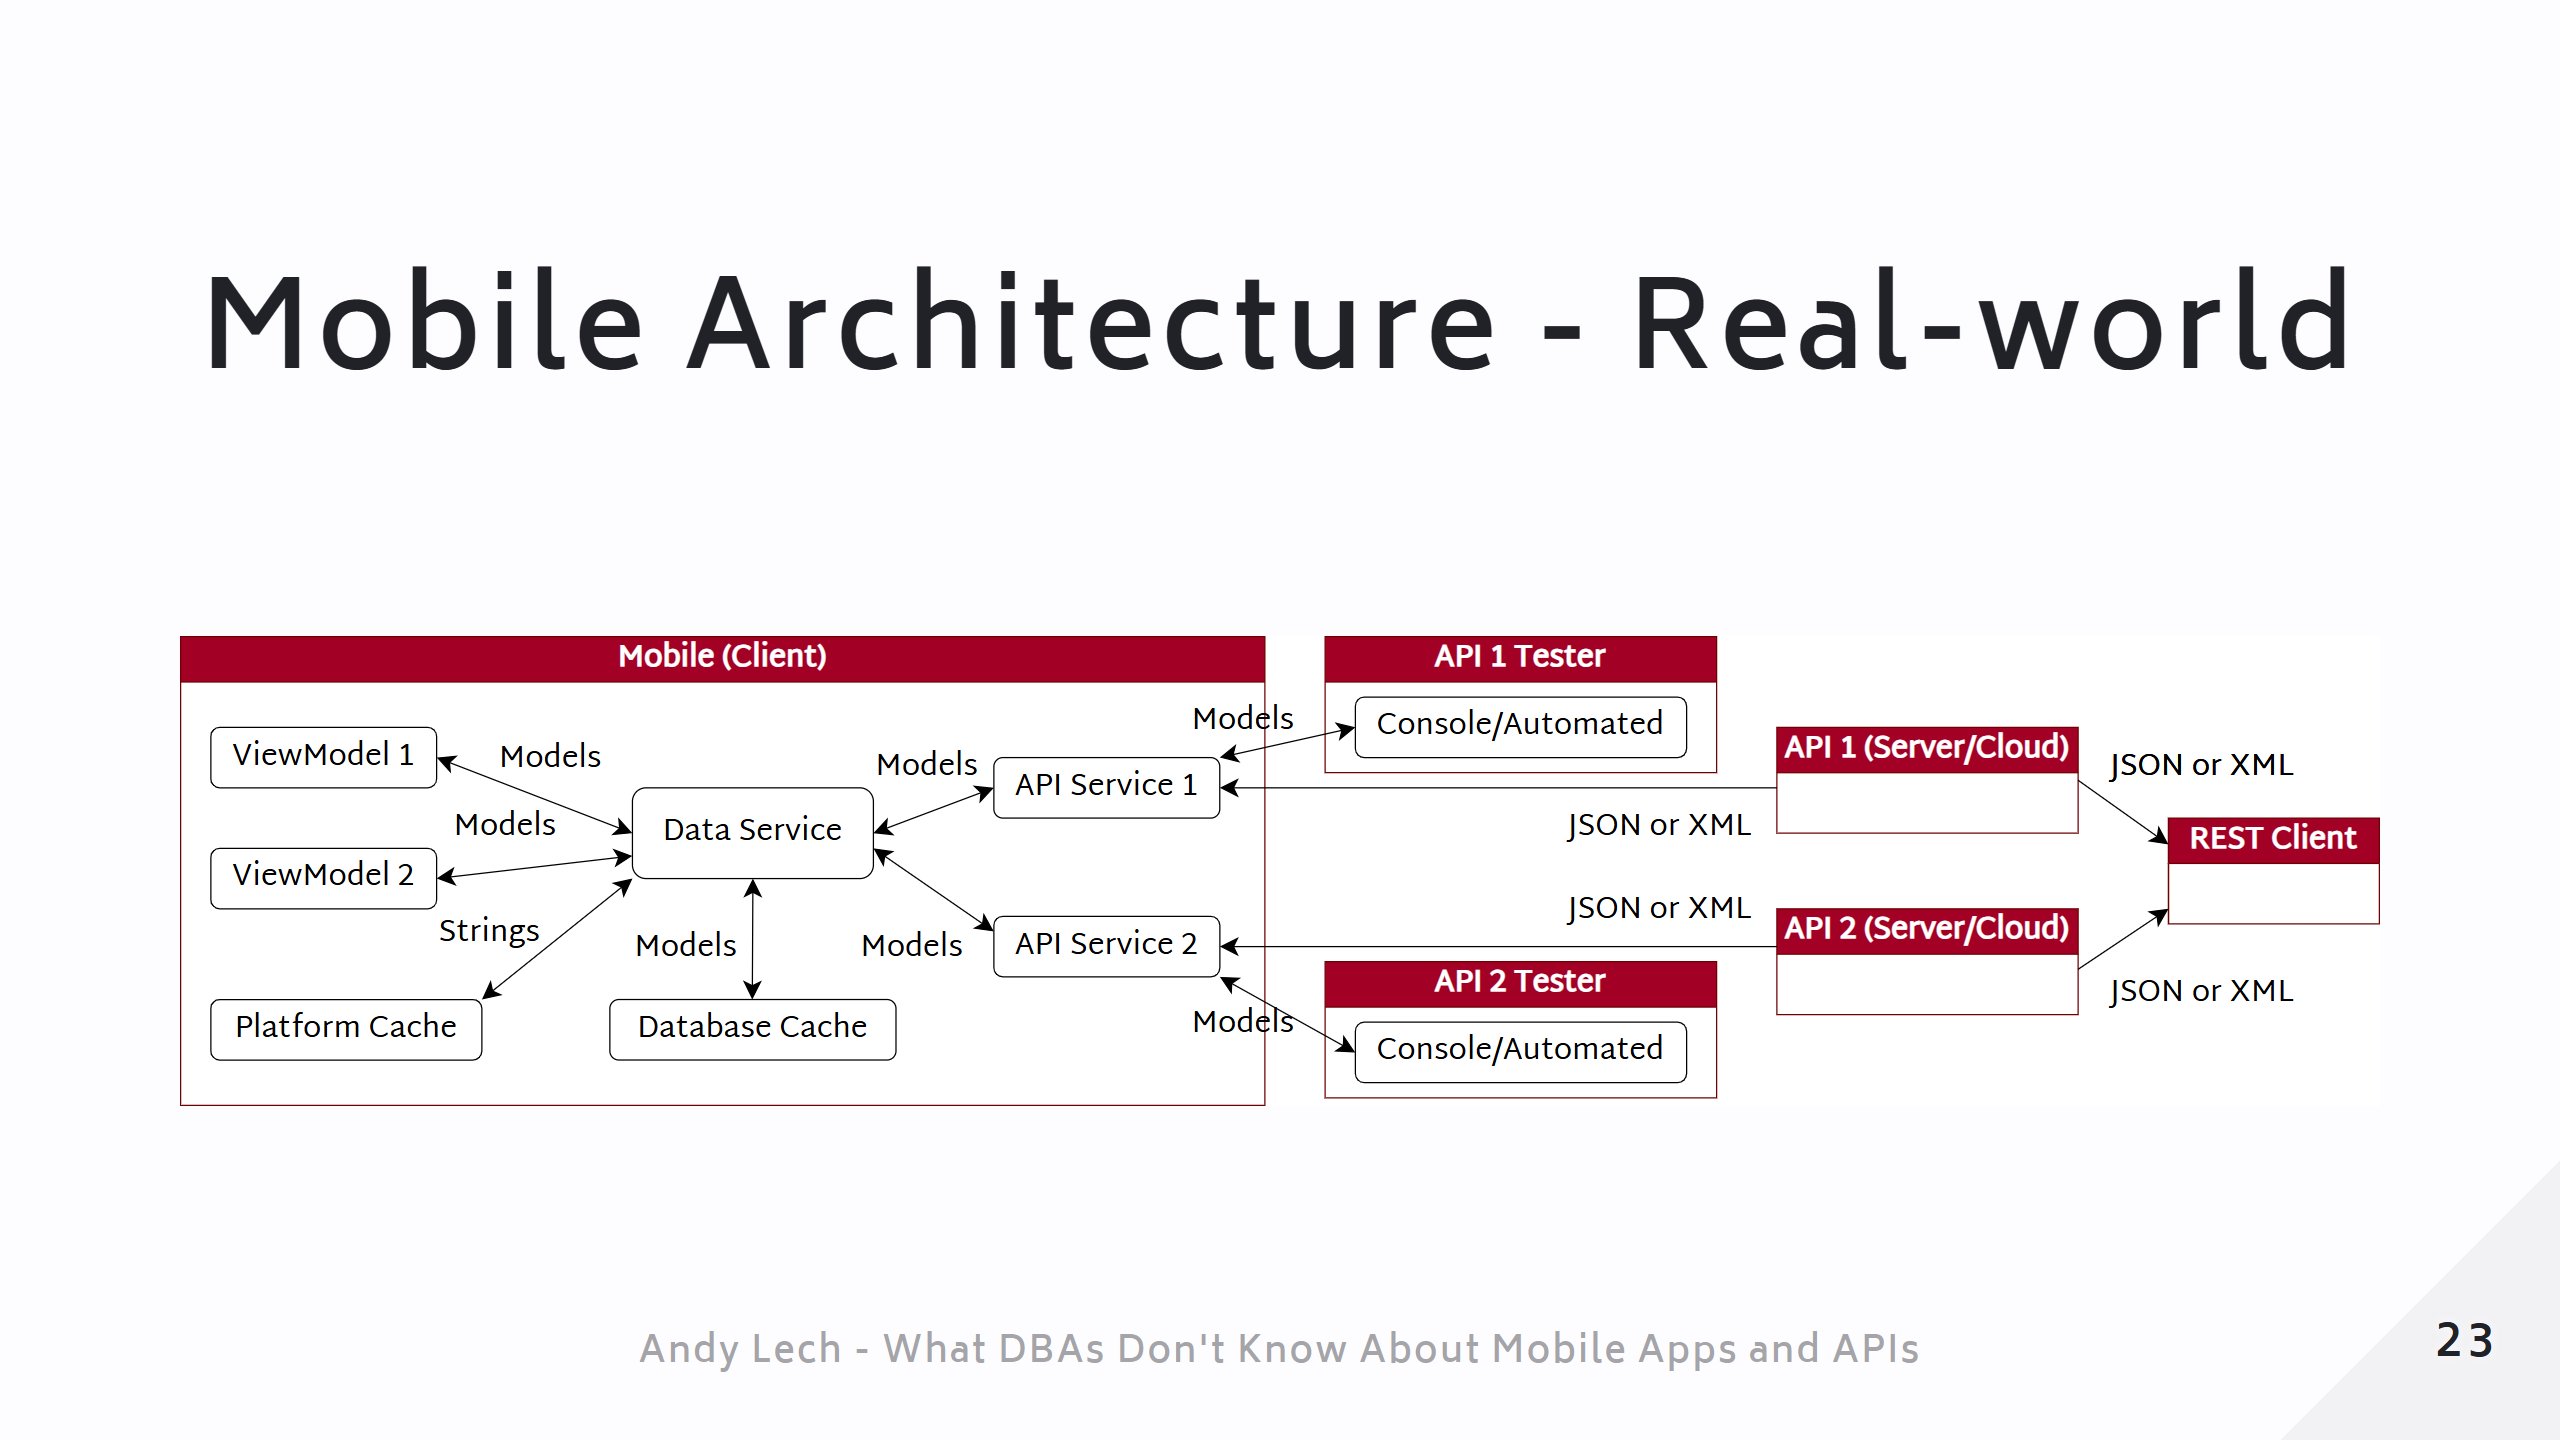 Mobile Architecture - Real-world
Mobile (Client)
ViewModel 1
Models
Models
ViewModel 2
Strings
Platform Cache
Data Service
Models
Database Cache
Models
API Service 1
Models
API Service 2
Models
Models
API 1 Tester
Console/Automated
JSON or XML
JSON or XML
API 2 Tester
Console/Automated
API 1 (Server/Cloud)
API 2 (Server/Cloud)
JSON or XML
REST Client
JSON or XML
Andy Lech - What DBAs Don't Know About Mobile Apps and APIs
23